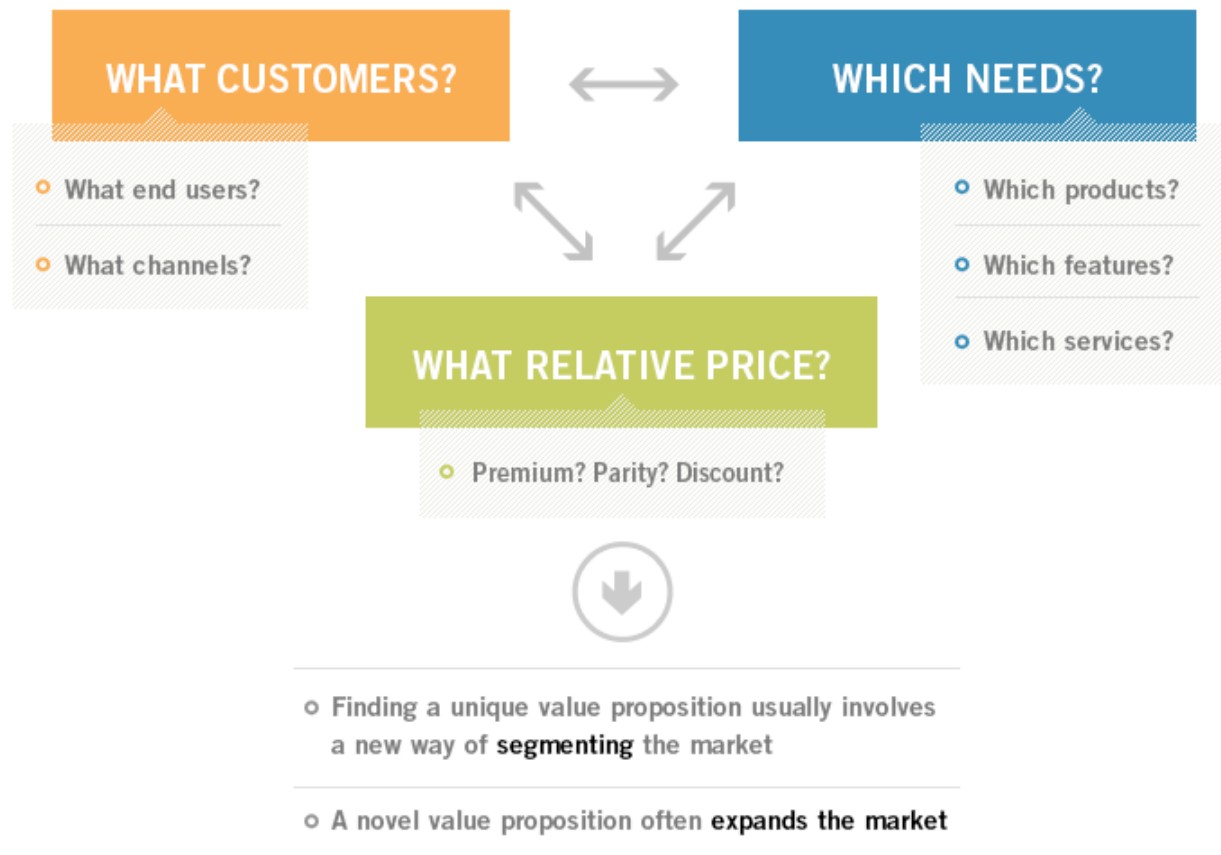 WHAT CUSTOMERS?
What end users?
What channels?
WHICH NEEDS?
Which products?
Which features?
Which services?
WHAT RELATIVE PRICE?
Premium? Parity? Discount?
Finding a unique value proposition usually involves
a new way of segmenting the market
A novel value proposition often expands the market